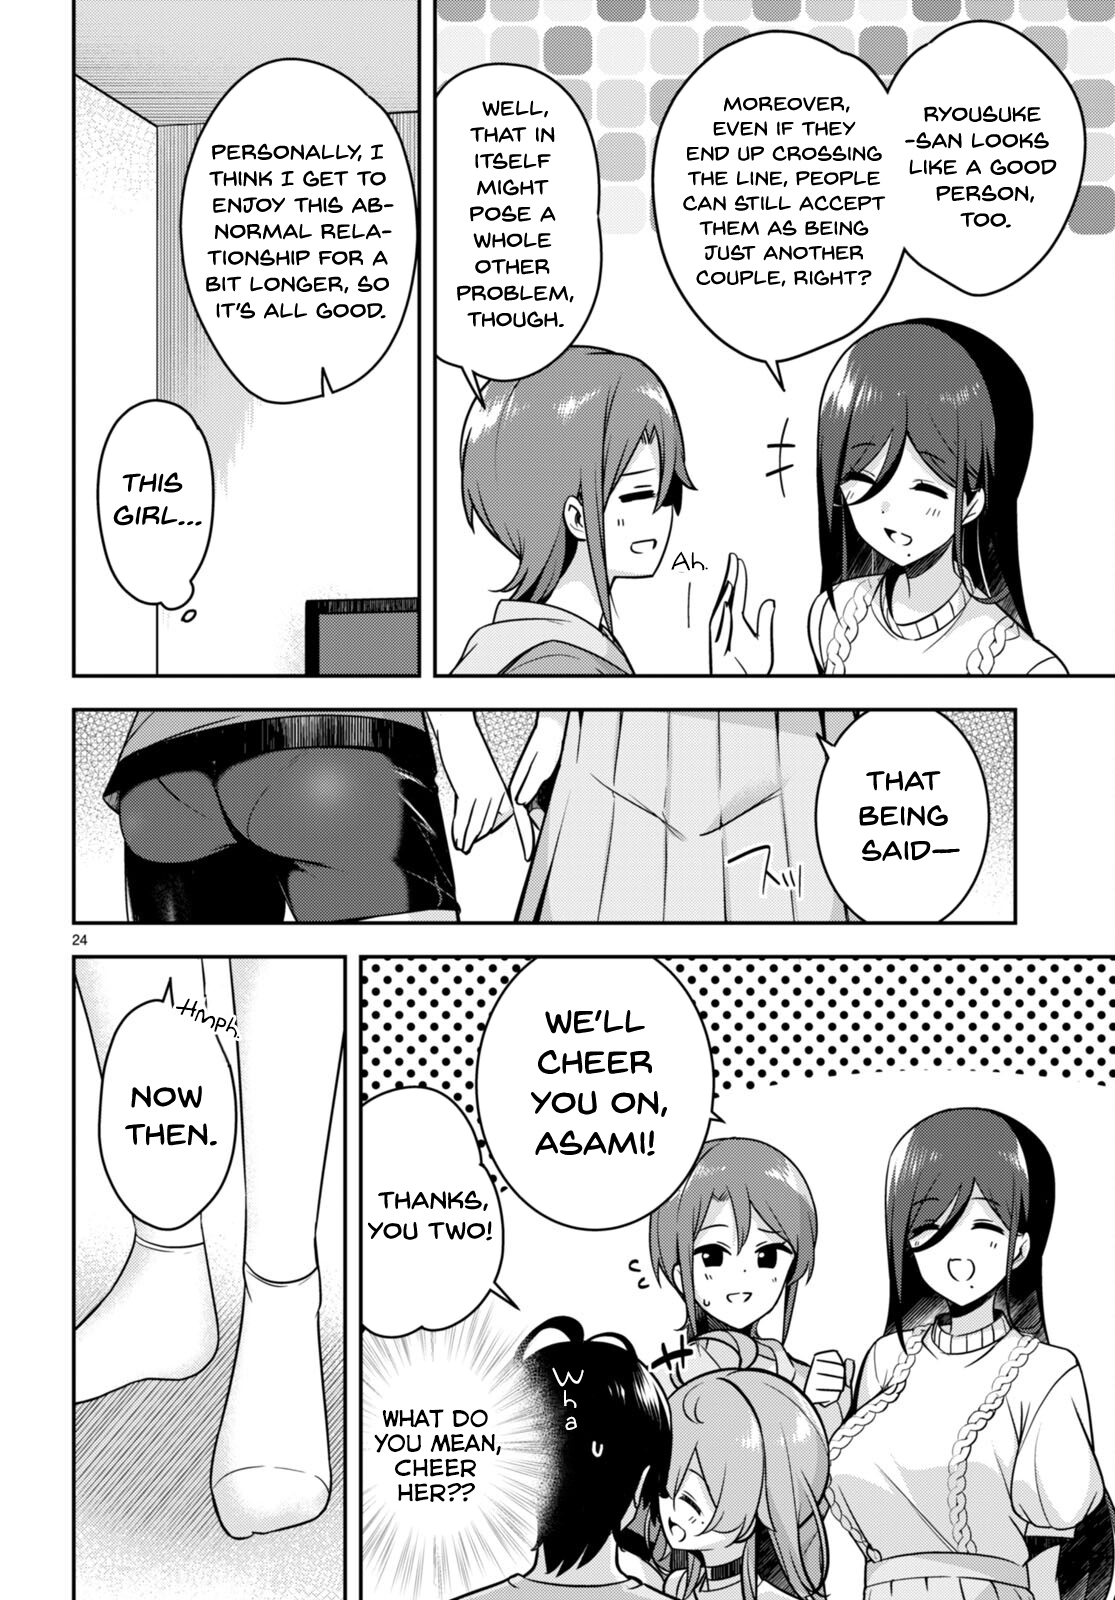 RYOUSUKE
-SAN LOOKS
LIKE A GOOD
PERSON,
TOO.
MOREOVER,
EVEN IF THEY
END UP CROSSING
THE LINE, PEOPLE
CAN STILL ACCEPT
THEM AS BEING
JUST ANOTHER
COUPLE, RIGHT?
WELL,
THAT IN
ITSELF
MIGHT
POSE A
WHOLE
OTHER
PROBLEM,
THOUGH.
Ah.
PERSONALLY, I
THINK I GET TO
ENJOY THIS AB-
NORMAL RELA-
TIONSHIP FOR A
BIT LONGER, SO
IT'S ALL GOOD.
THIS
GIRL...
THAT
BEING
SAID—
スッ
24
WE'LL
CHEER
YOU ON,
ASAMI!
THANKS,
YOU TWO!
Wha
WHAT DO
YOU MEAN,
CHEER
HER??
Hmph.
NOW
THEN.